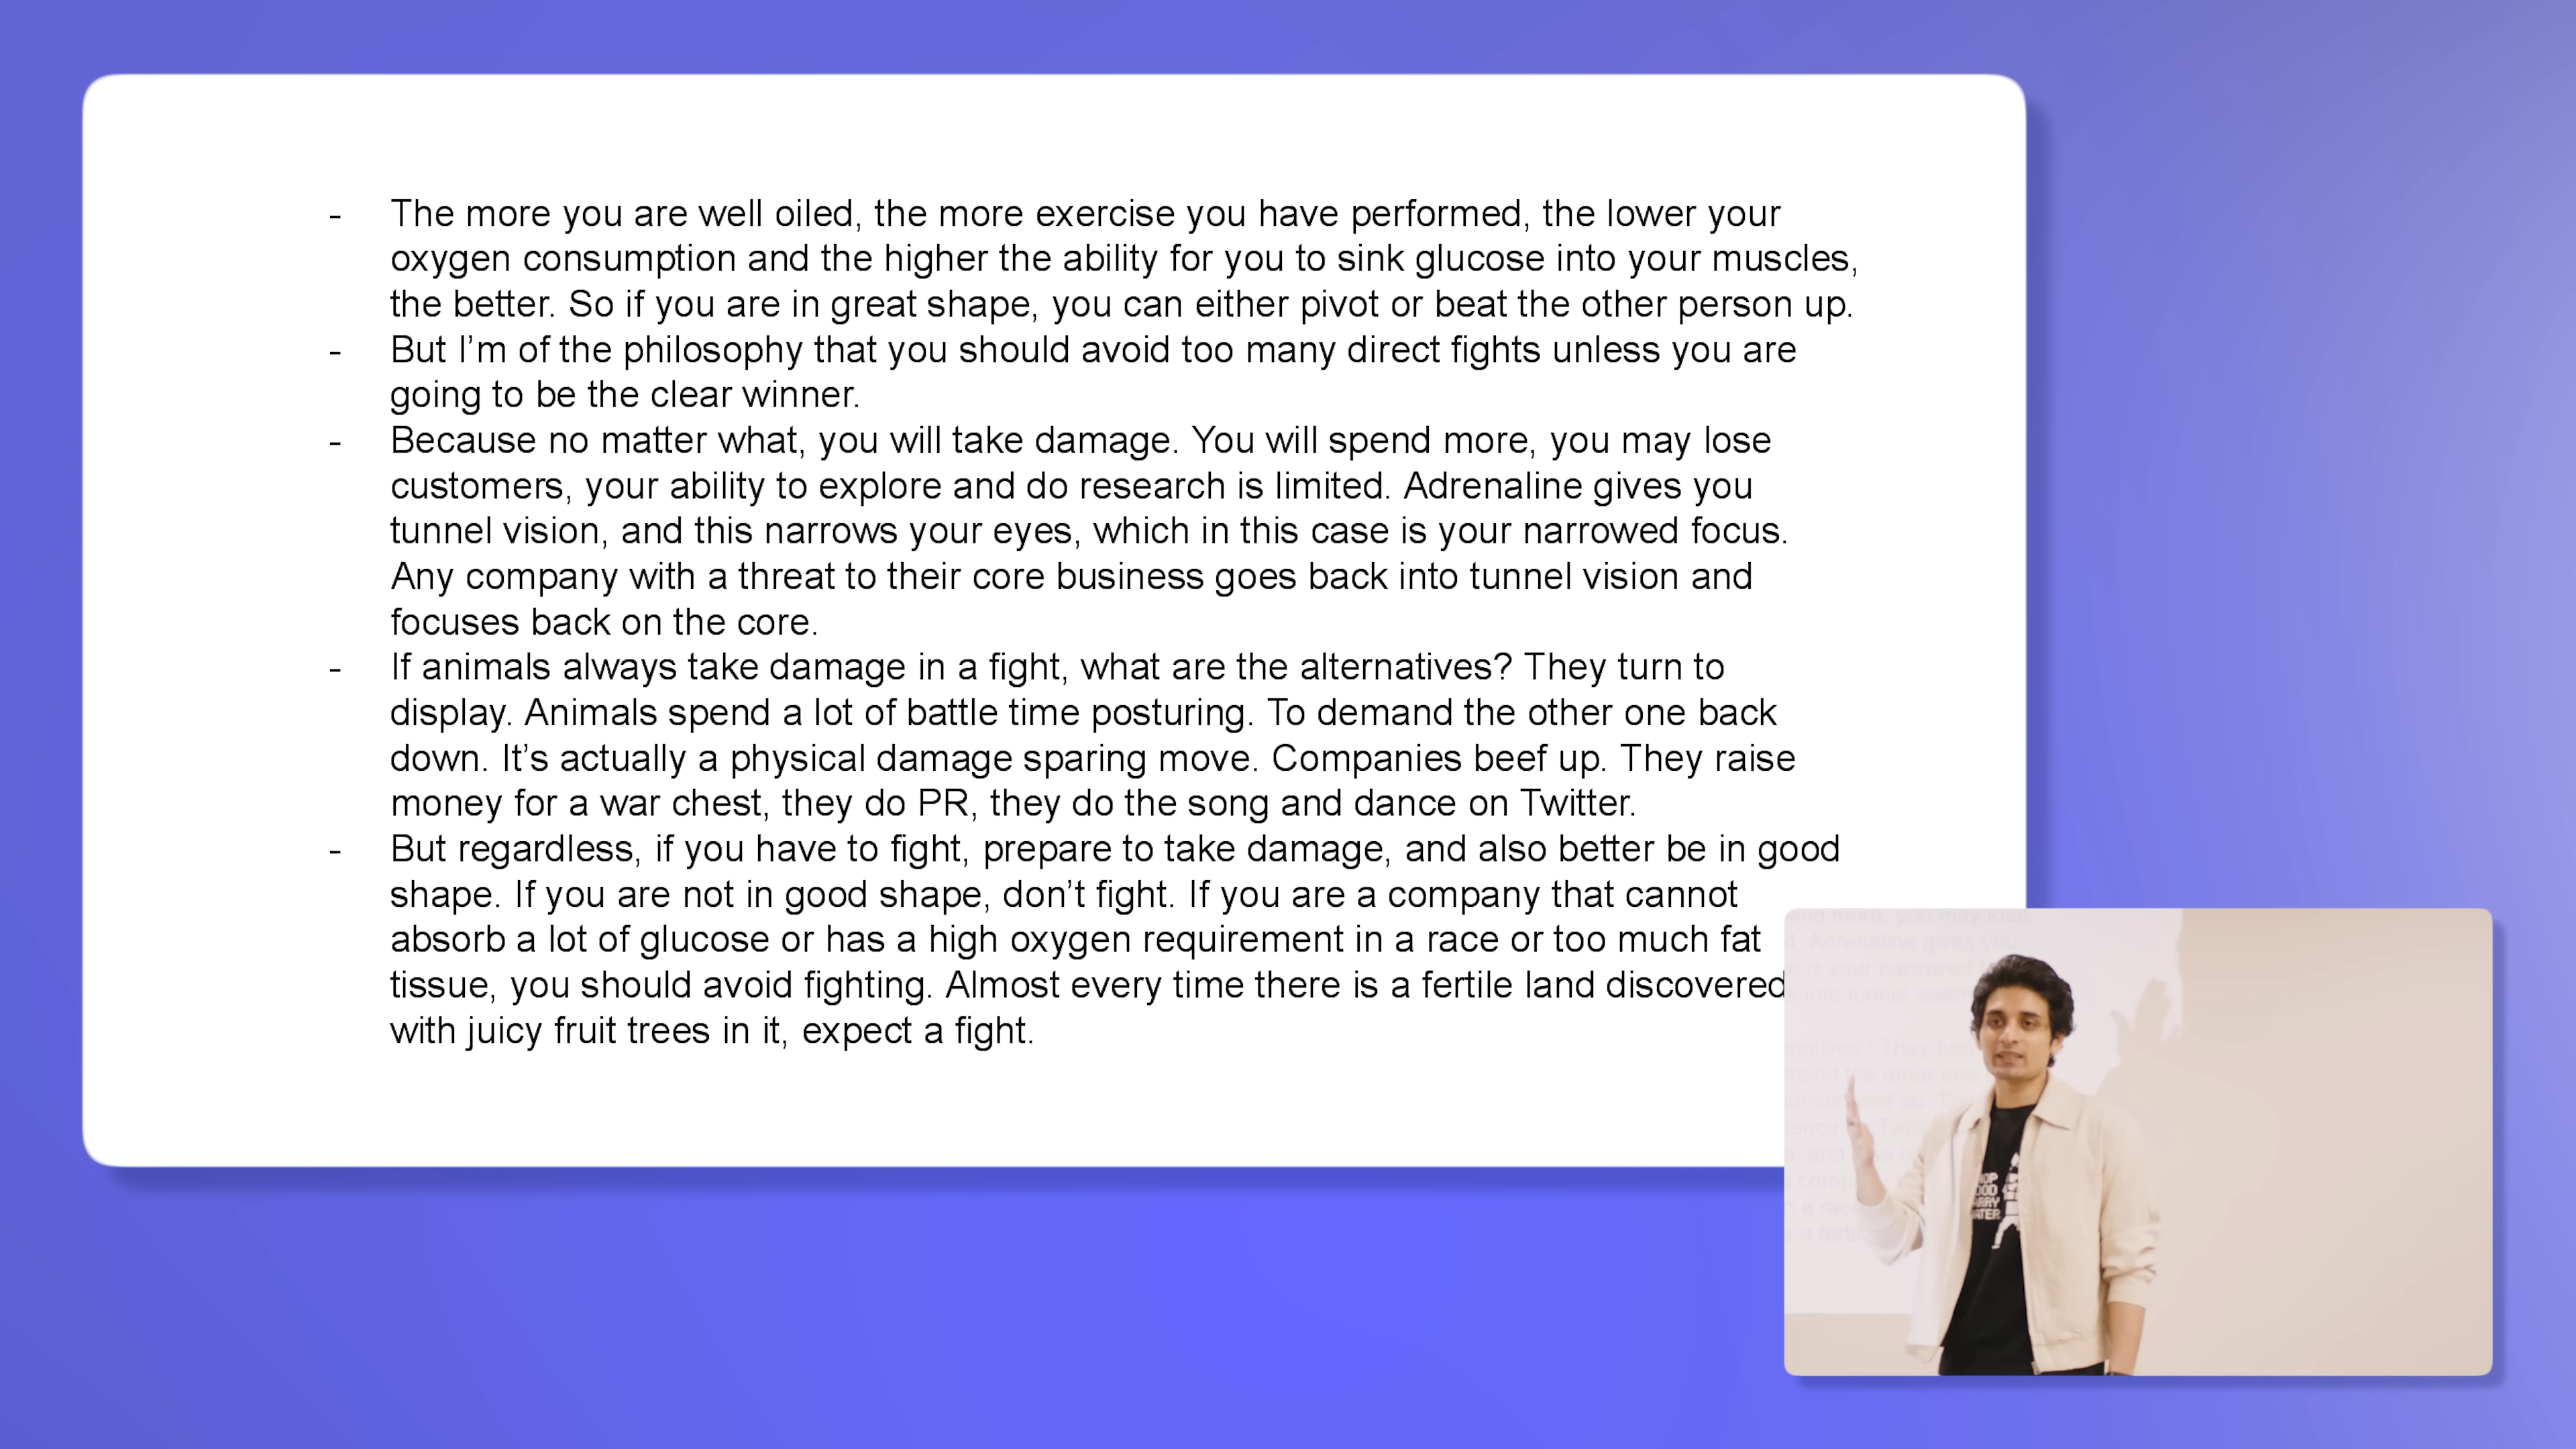 - The more you are well oiled, the more exercise you have performed, the lower your
oxygen consumption and the higher the ability for you to sink glucose into your muscles,
the better. So if you are in great shape, you can either pivot or beat the other person up.
- But I’m of the philosophy that you should avoid too many direct fights unless you are
going to be the clear winner.
- Because no matter what, you will take damage. You will spend more, you may lose
customers, your ability to explore and do research is limited. Adrenaline gives you
tunnel vision, and this narrows your eyes, which in this case is your narrowed focus.
Any company with a threat to their core business goes back into tunnel vision and
focuses back on the core.
- If animals always take damage in a fight, what are the alternatives? They turn to
display. Animals spend a lot of battle time posturing. To demand the other one back
down. It’s actually a physical damage sparing move. Companies beef up. They raise
money for a war chest, they do PR, they do the song and dance on Twitter.
- But regardless, if you have to fight, prepare to take damage, and also better be in good
shape. If you are not in good shape, don’t fight. If you are a company that cannot
absorb a lot of glucose or has a high oxygen requirement in a race or too much fat
tissue, you should avoid fighting. Almost every time there is a fertile land discovered
with juicy fruit trees in it, expect a fight.
more, you may lose
Adrenaline gives you
is your narrowed